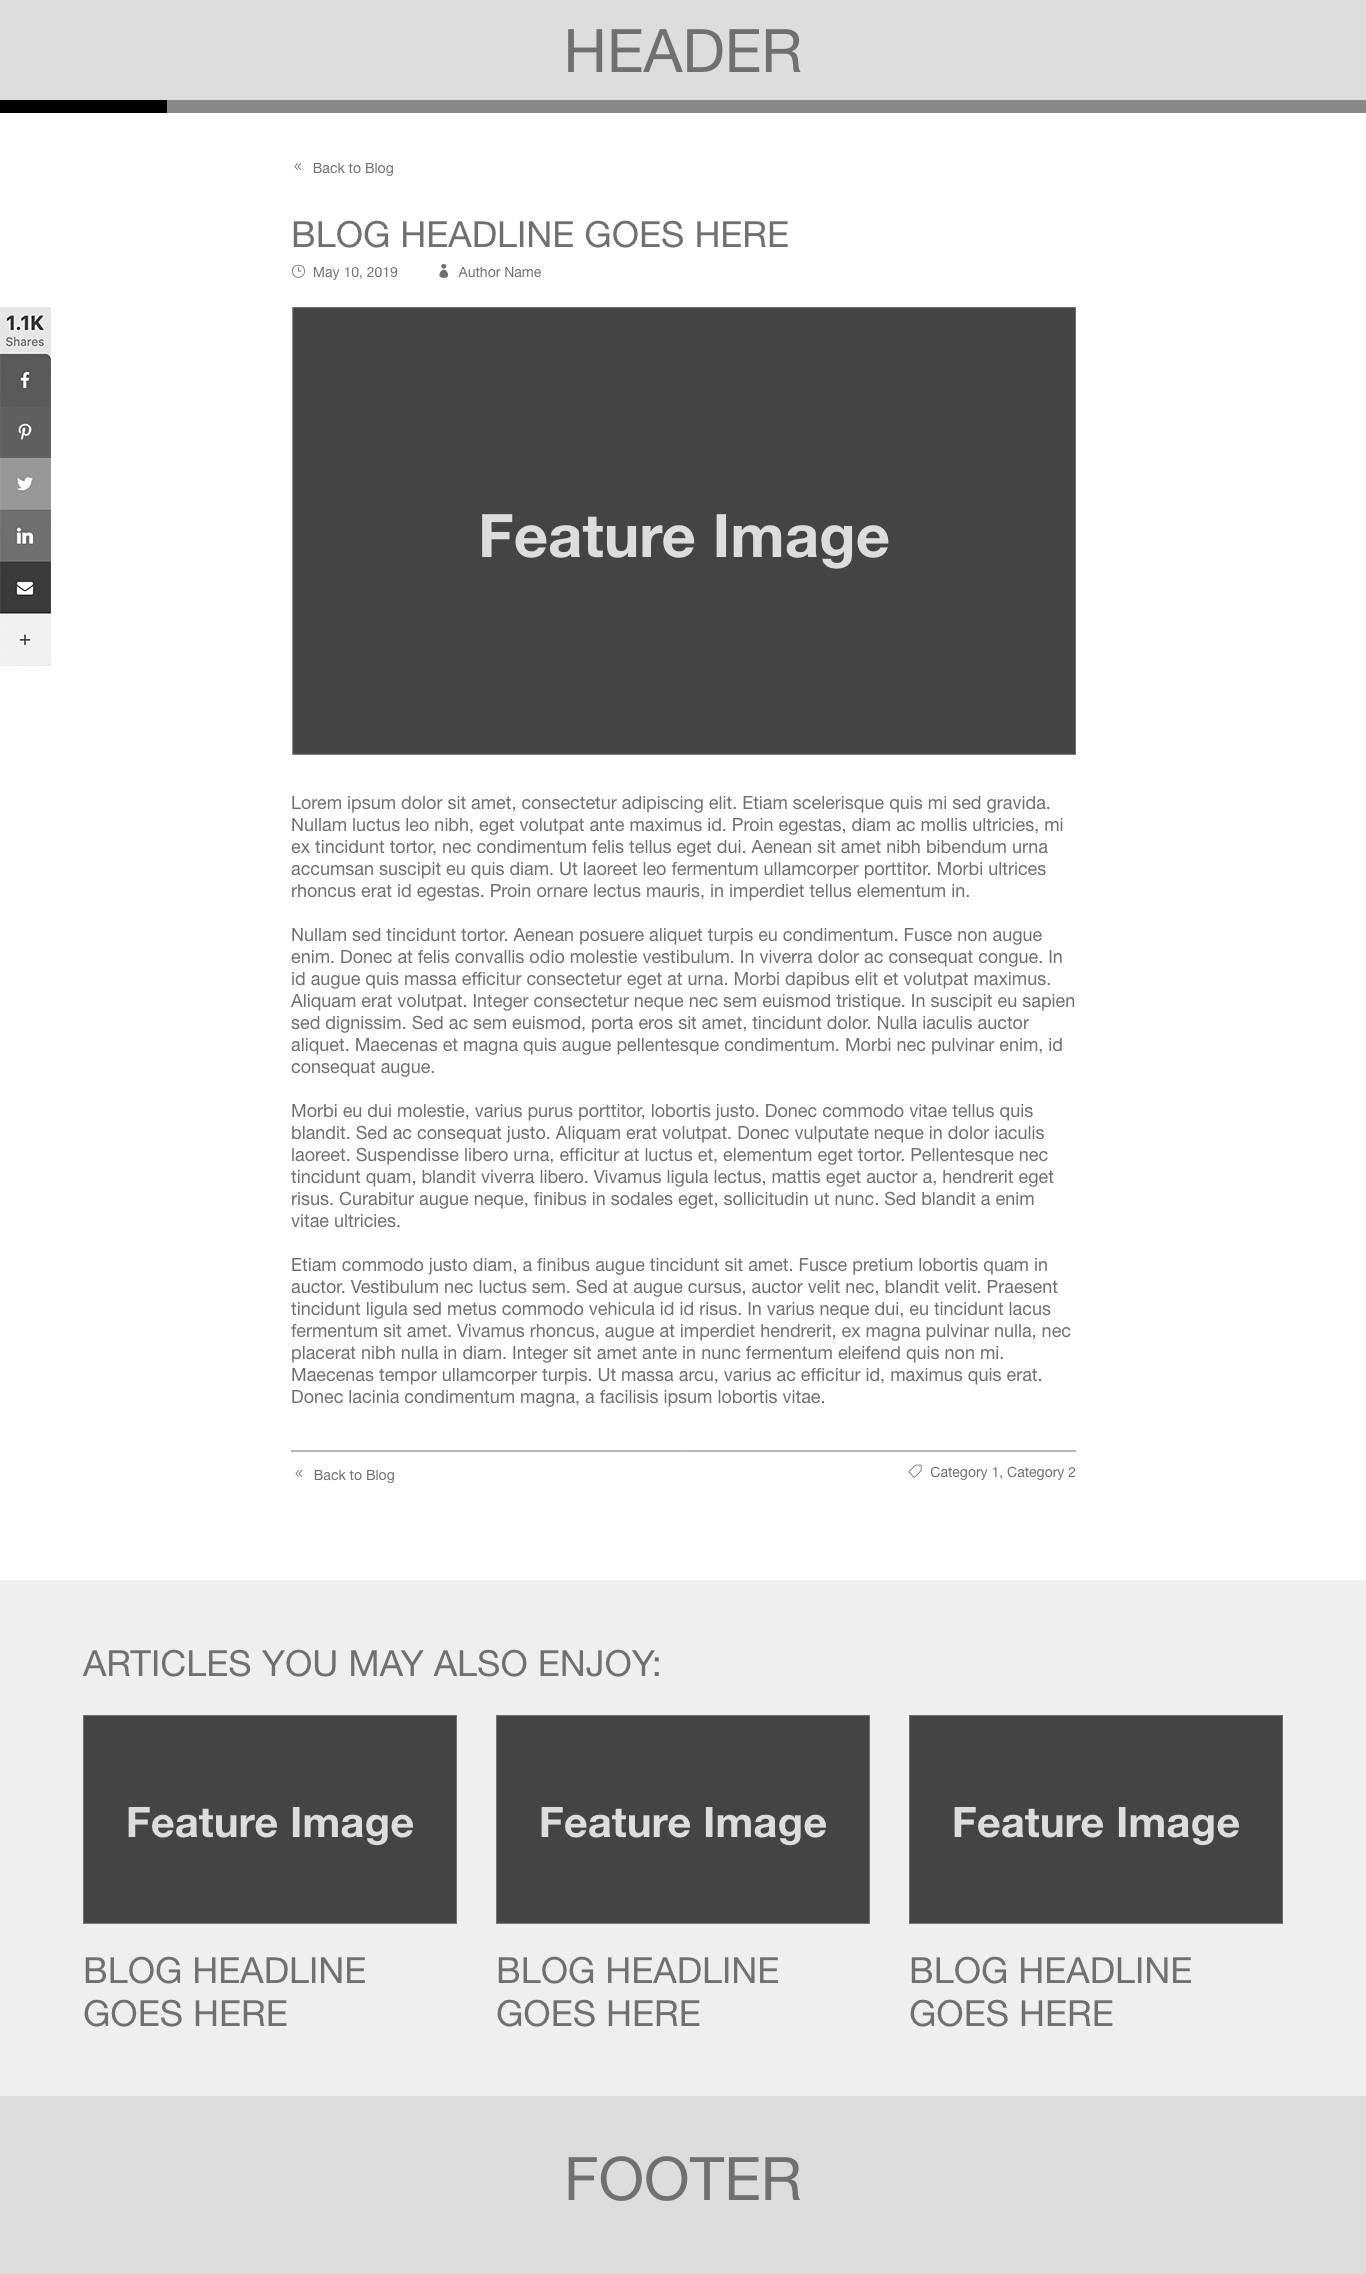 HEADER
« Back to Blog
BLOG HEADLINE GOES HERE
May 10, 2019 Author Name
1.1K
Shares
Feature Image
Lorem ipsum dolor sit amet, consectetur adipiscing elit. Etiam scelerisque quis mi sed gravida.
Nullam luctus leo nibh, eget volutpat ante maximus id. Proin egestas, diam ac mollis ultricies, mi
ex tincidunt tortor, nec condimentum felis tellus eget dui. Aenean sit amet nibh bibendum urna
accumsan suscipit eu quis diam. Ut laoreet leo fermentum ullamcorper porttitor. Morbi ultrices
rhoncus erat id egestas. Proin ornare lectus mauris, in imperdiet tellus elementum in.
Nullam sed tincidunt tortor. Aenean posuere aliquet turpis eu condimentum. Fusce non augue
enim. Donec at felis convallis odio molestie vestibulum. In viverra dolor ac consequat congue. In
id augue quis massa efficitur consectetur eget at urna. Morbi dapibus elit et volutpat maximus.
Aliquam erat volutpat. Integer consectetur neque nec sem euismod tristique. In suscipit eu sapien
sed dignissim. Sed ac sem euismod, porta eros sit amet, tincidunt dolor. Nulla iaculis auctor
aliquet. Maecenas et magna quis augue pellentesque condimentum. Morbi nec pulvinar enim, id
consequat augue.
Morbi eu dui molestie, varius purus porttitor, lobortis justo. Donec commodo vitae tellus quis
blandit. Sed ac consequat justo. Aliquam erat volutpat. Donec vulputate neque in dolor iaculis
laoreet. Suspendisse libero urna, efficitur at luctus et, elementum eget tortor. Pellentesque nec
tincidunt quam, blandit viverra libero. Vivamus ligula lectus, mattis eget auctor a, hendrerit eget
risus. Curabitur augue neque, finibus in sodales eget, sollicitudin ut nunc. Sed blandit a enim
vitae ultricies.
Etiam commodo justo diam, a finibus augue tincidunt sit amet. Fusce pretium lobortis quam in
auctor. Vestibulum nec luctus sem. Sed at augue cursus, auctor velit nec, blandit velit. Praesent
tincidunt ligula sed metus commodo vehicula id id risus. In varius neque dui, eu tincidunt lacus
fermentum sit amet. Vivamus rhoncus, augue at imperdiet hendrerit, ex magna pulvinar nulla, nec
placerat nibh nulla in diam. Integer sit amet ante in nunc fermentum eleifend quis non mi.
Maecenas tempor ullamcorper turpis. Ut massa arcu, varius ac efficitur id, maximus quis erat.
Donec lacinia condimentum magna, a facilisis ipsum lobortis vitae.
« Back to Blog
Category 1, Category 2
ARTICLES YOU MAY ALSO ENJOY:
Feature Image
BLOG HEADLINE
GOES HERE
Feature Image
BLOG HEADLINE
GOES HERE
Feature Image
BLOG HEADLINE
GOES HERE
FOOTER